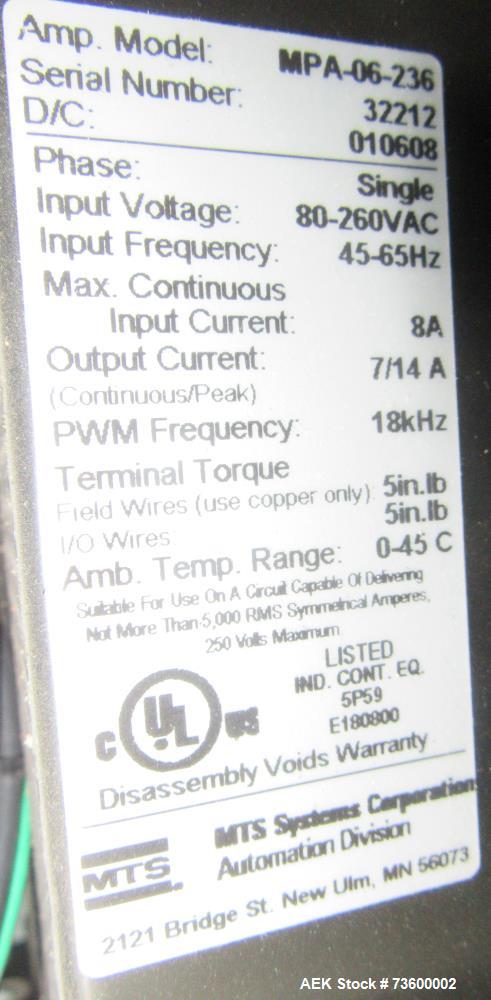 Amp. Model: MPA-06-236
Serial Number: 32212
D/C: 010608
Phase: Single
Input Voltage: 80-260VAC
Input Frequency: 45-65Hz
Max. Continuous
Input Current: 8A
Output Current: 7/14 A
(Continuous/Peak)
PWM Frequency: 18kHz
Terminal Torque
Field Wires (use copper only): 5in.lb
I/O Wires: 5in.lb
Amb. Temp. Range: 0-45 C
Suitable For Use On A Circuit Capable Of Delivering
Not More Than 5,000 RMS Symmetrical Amperes,
250 Volts Maximum
LISTED
IND. CONT. EQ.
5P59
E180800
C UL US
Disassembly Voids Warranty
MTS
MTS Systems Corporation
Automation Division
2121 Bridge St. New Ulm, MN 56073
AEK Stock # 73600002